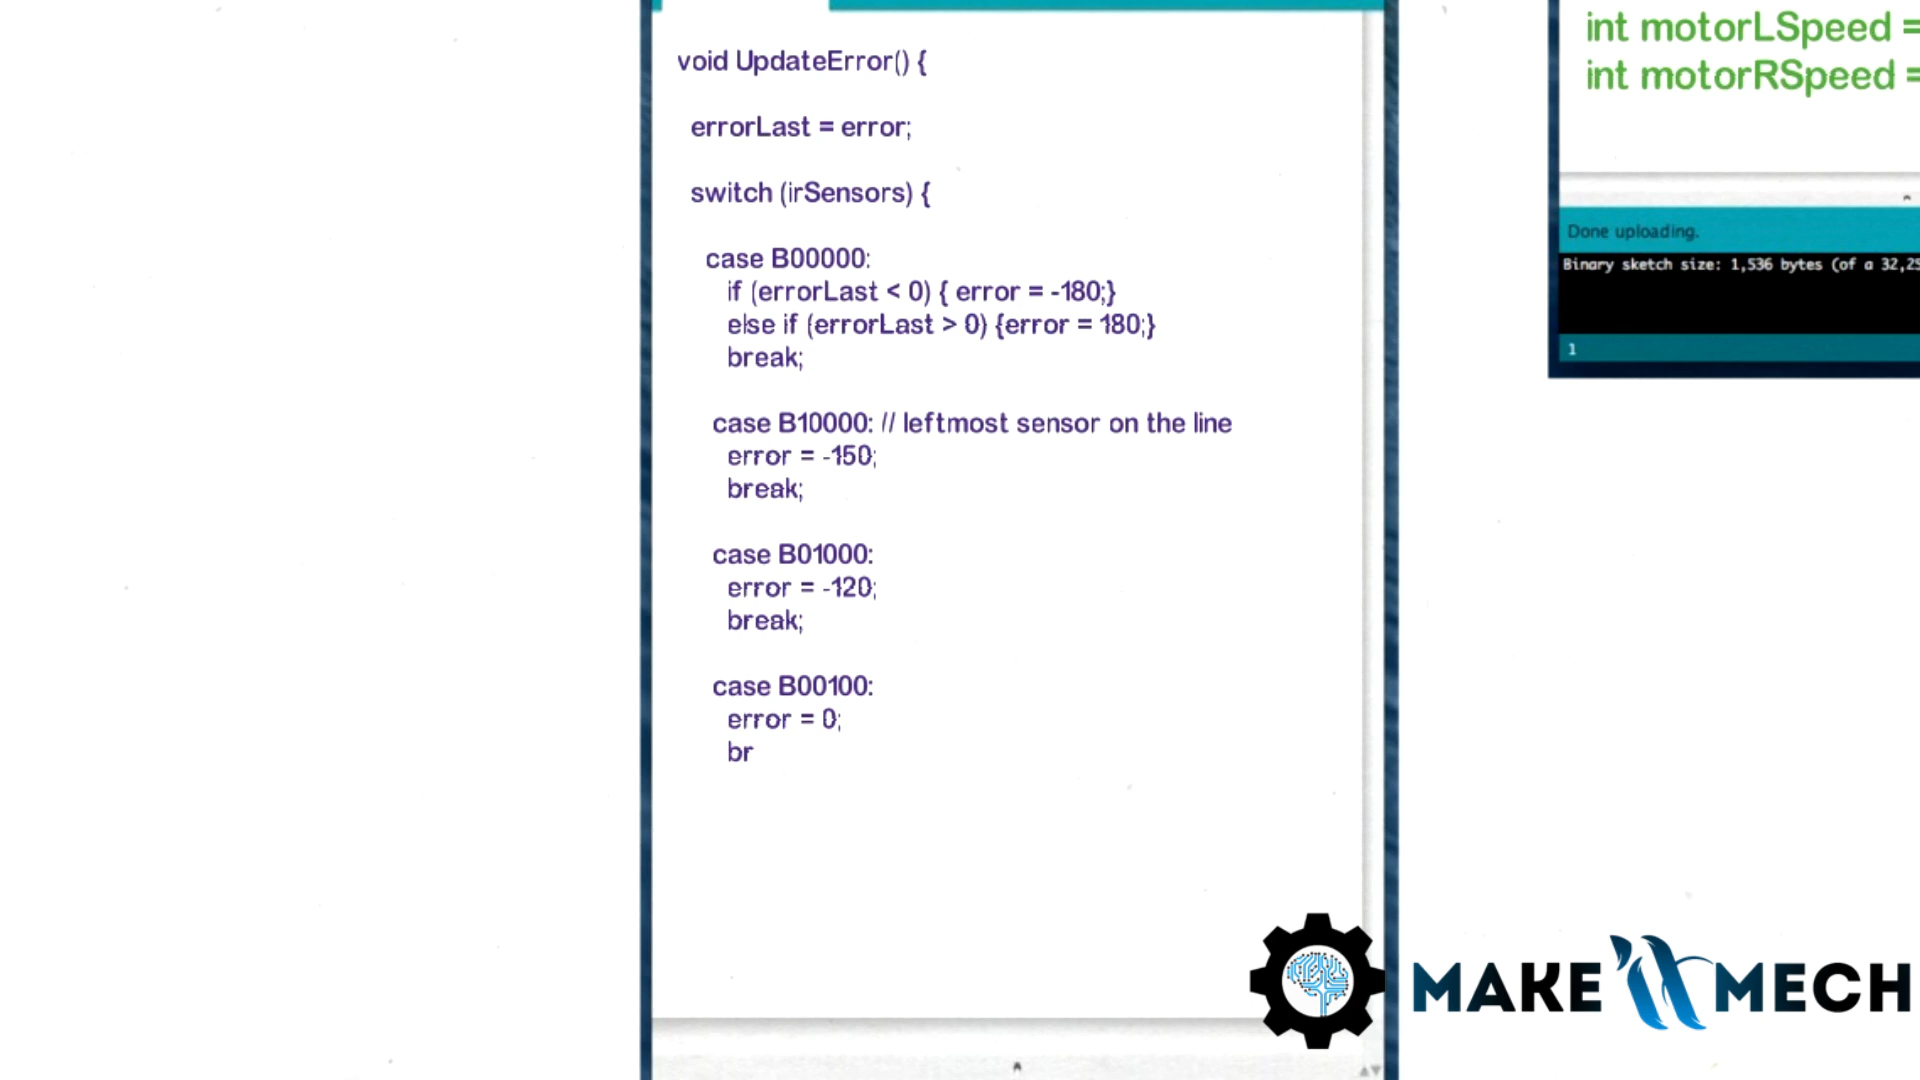 void UpdateError() {
errorLast = error;
switch (irSensors) {
case B00000:
if (errorLast < 0) { error = -180;}
else if (errorLast > 0) {error = 180;}
break;
case B10000: // leftmost sensor on the line
error = -150;
break;
case B01000:
error = -120;
break;
case B00100:
error = 0;
br
int motorLSpeed =
int motorRSpeed =
Done uploading.
Binary sketch size: 1,536 bytes (of a 32,25
1
MAKE 'N MECH